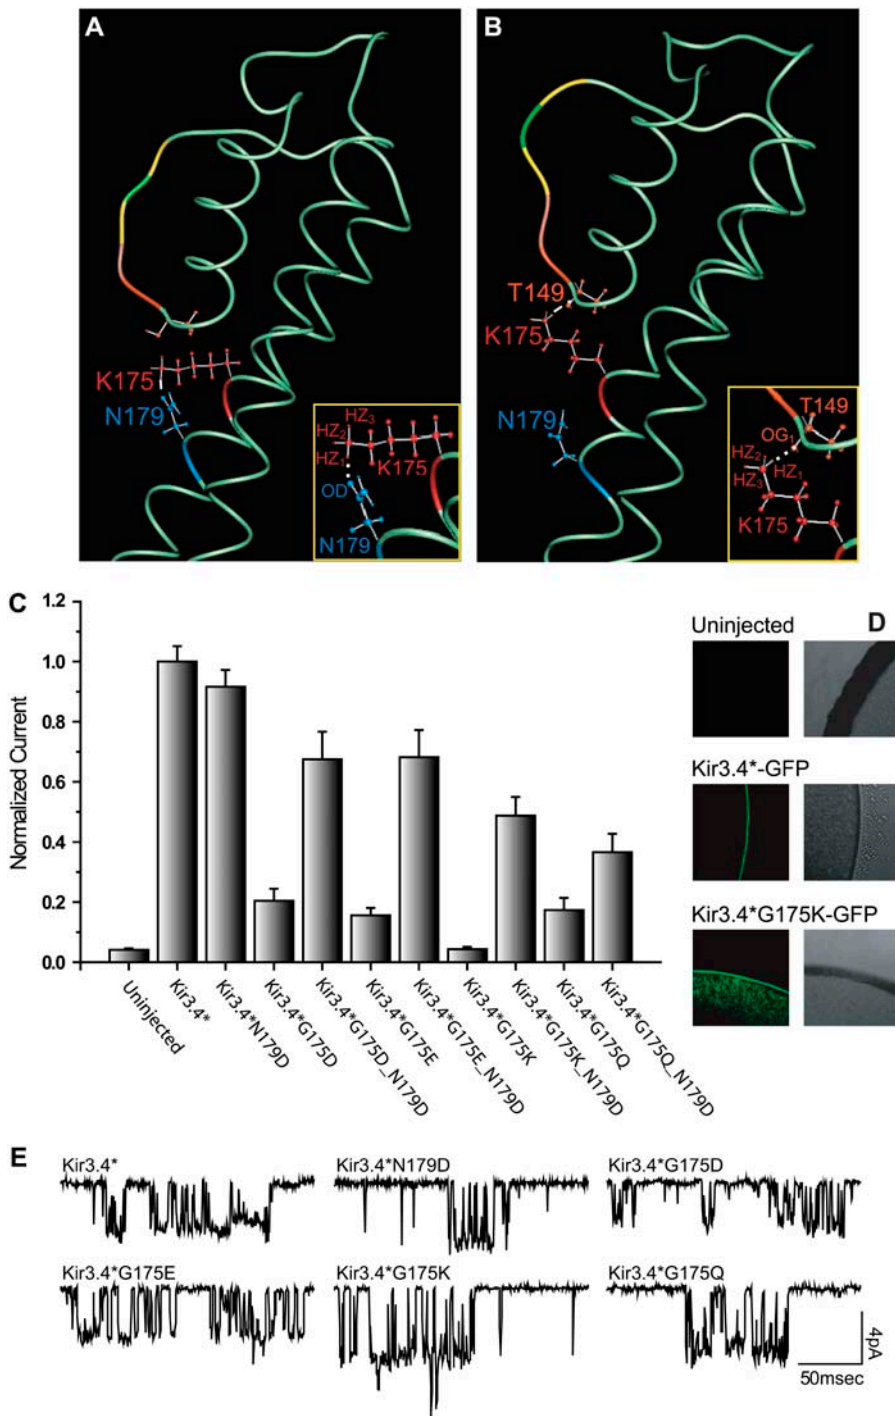 A
B
T149
K175
K175
N179
N179
HZ3
HZ2
HZ1
K175
OD
N179
T149
OG1
HZ2
HZ1
HZ3
K175
C
D
Normalized Current
1.2
1.0
0.8
0.6
0.4
0.2
0.0
Uninjected
Kir3.4*
Kir3.4*N179D
Kir3.4*G175D
Kir3.4*G175D_N179D
Kir3.4*G175E
Kir3.4*G175E_N179D
Kir3.4*G175K
Kir3.4*G175K_N179D
Kir3.4*G175Q
Kir3.4*G175Q_N179D
Uninjected
Kir3.4*-GFP
Kir3.4*G175K-GFP
E
Kir3.4*
Kir3.4*N179D
Kir3.4*G175D
Kir3.4*G175E
Kir3.4*G175K
Kir3.4*G175Q
4pA
50msec